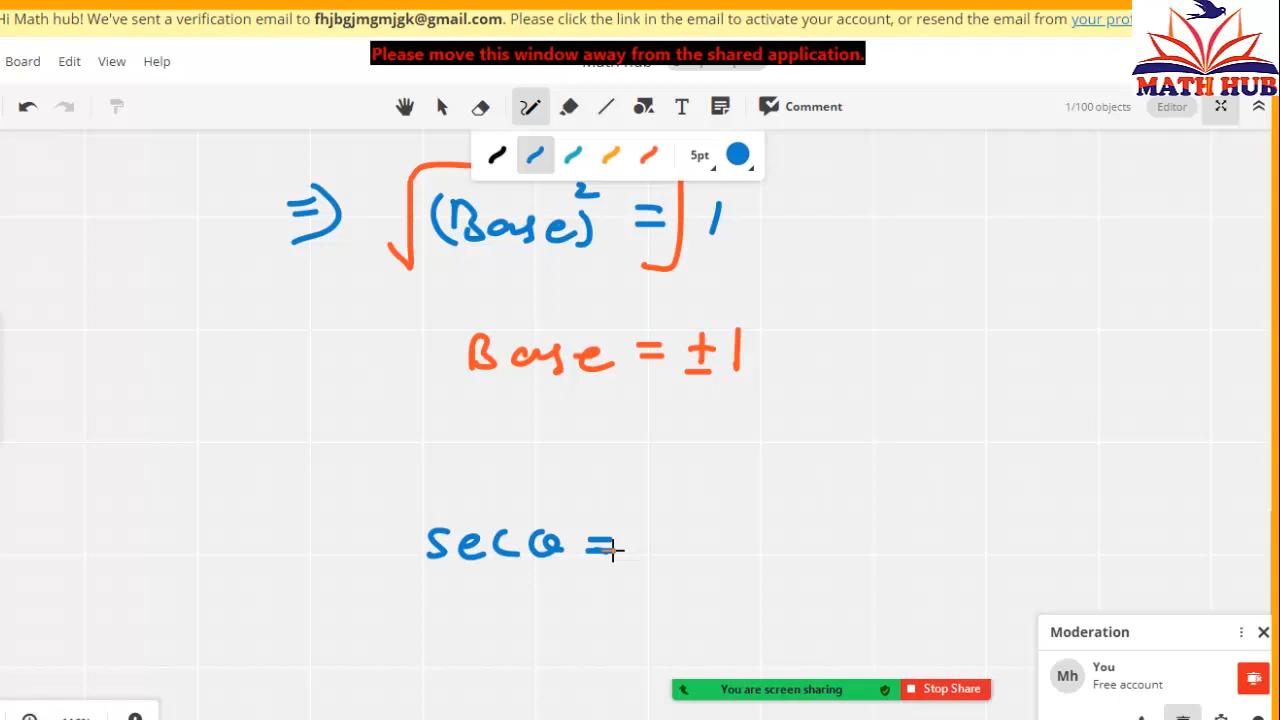 Hi Math hub! We've sent a verification email to fhjbgjmgmjgk@gmail.com. Please click the link in the email to activate your account, or resend the email from your prof
Please move this window away from the shared application.
MATH HUB
Board Edit View Help
Comment
1/100 objects
Editor
5pt
⇒ √(Base)² = 1
Base = ± 1
secθ =
Moderation
Mh
You
Free account
You are screen sharing
Stop Share